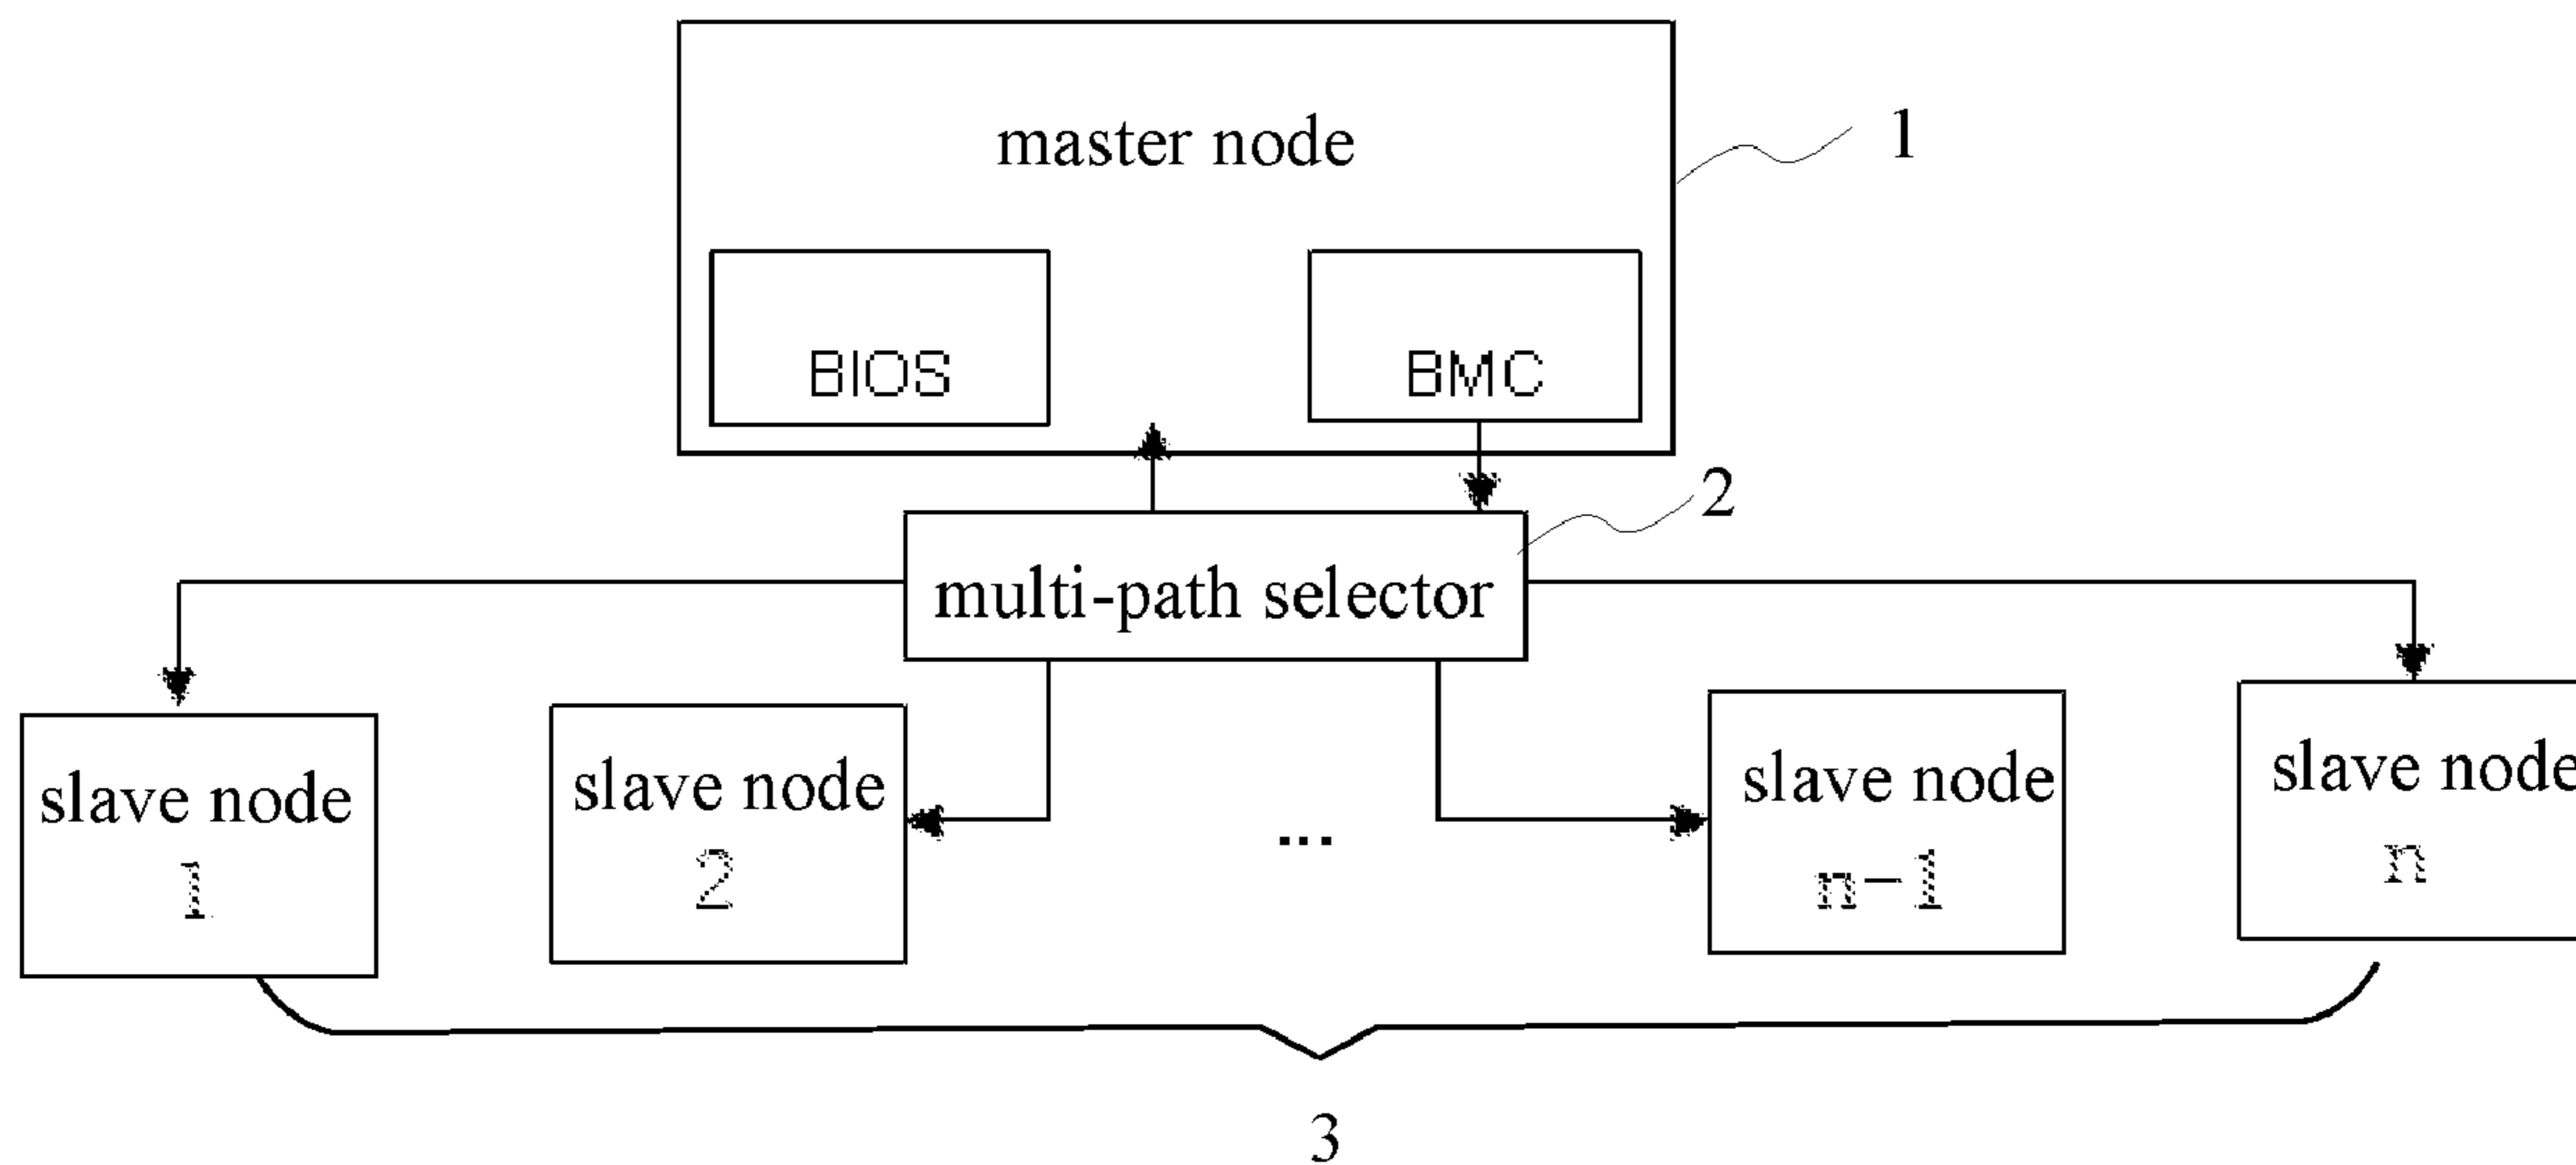 master node
1
BIOS
BMC
2
multi-path selector
slave node
1
slave node
2
...
slave node
n-1
slave node
n
3